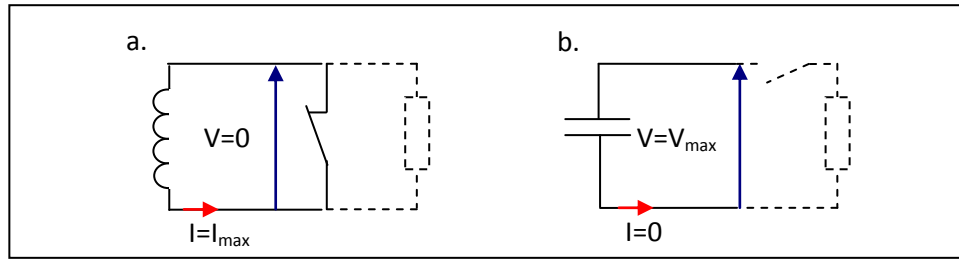 a.
b.
V=0
V=Vmax
I=Imax
I=0